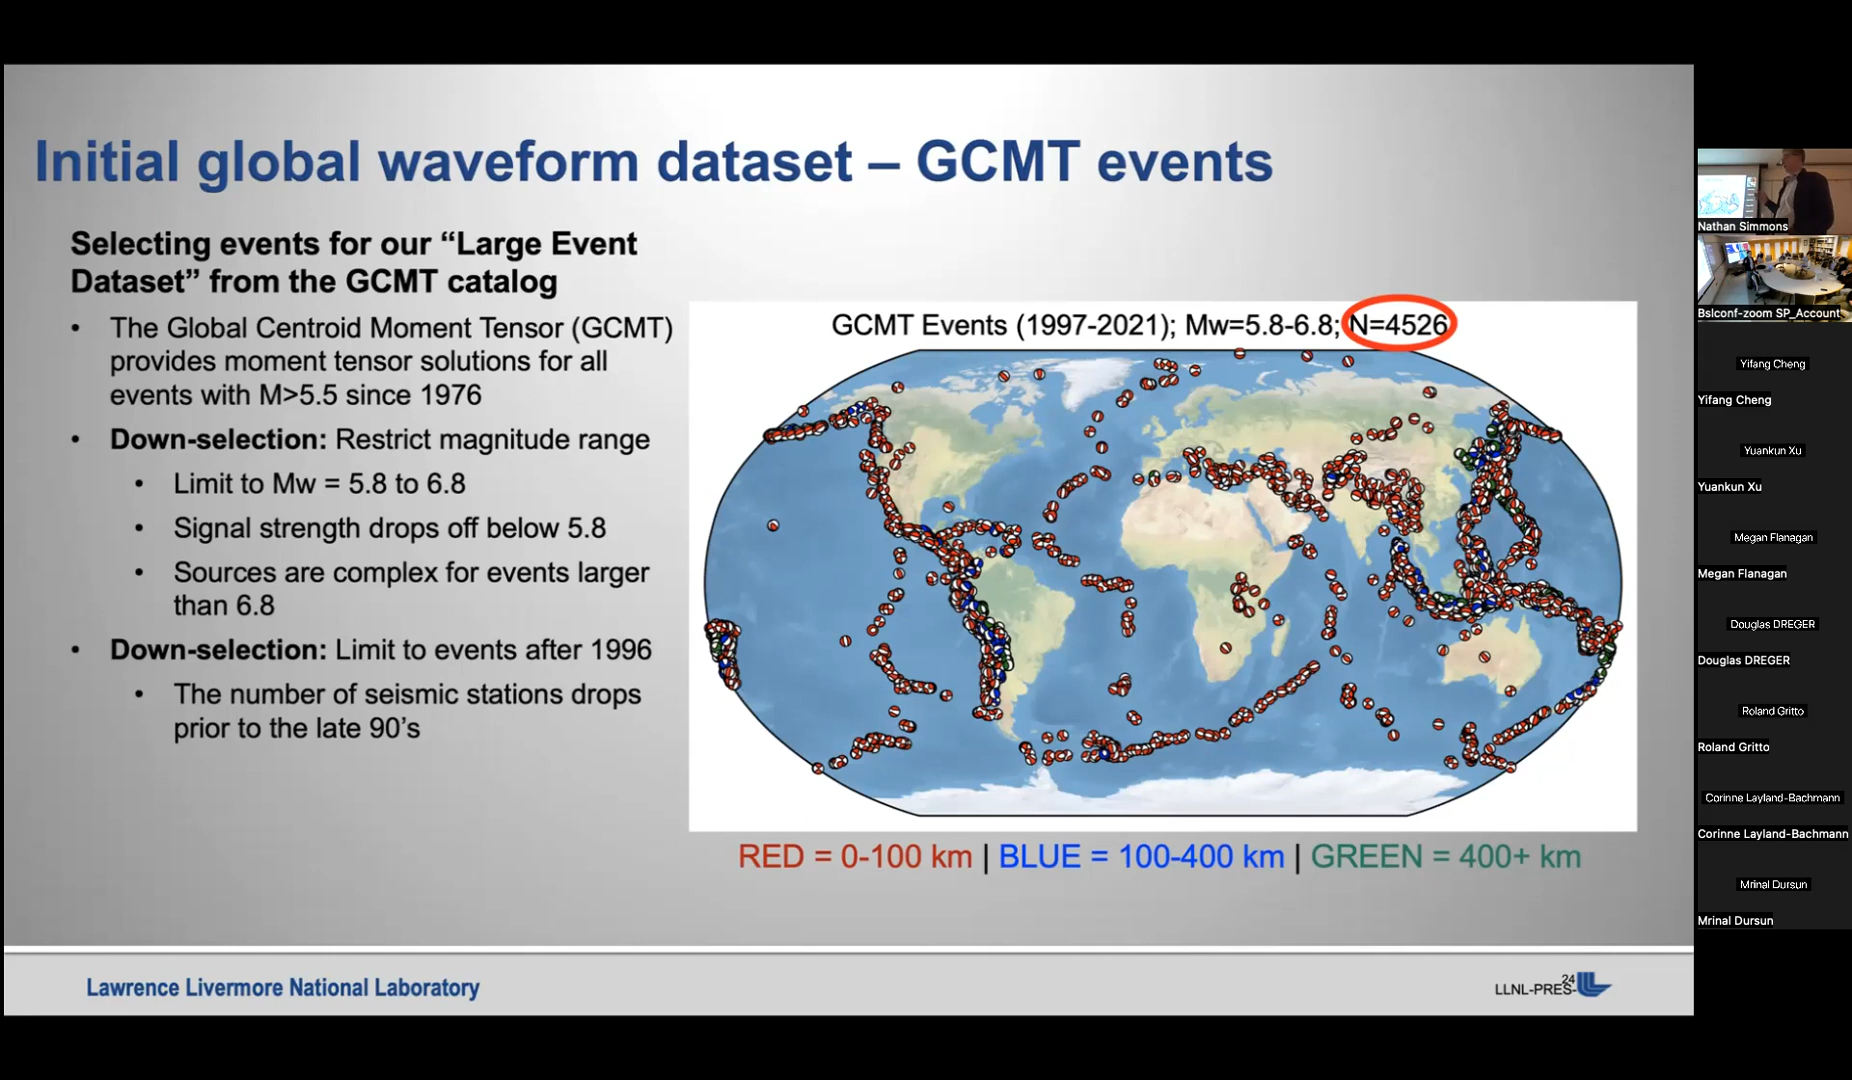 Initial global waveform dataset – GCMT events
Selecting events for our “Large Event
Dataset” from the GCMT catalog
• The Global Centroid Moment Tensor (GCMT)
provides moment tensor solutions for all
events with M>5.5 since 1976
• Down-selection: Restrict magnitude range
• Limit to Mw = 5.8 to 6.8
• Signal strength drops off below 5.8
• Sources are complex for events larger
than 6.8
• Down-selection: Limit to events after 1996
• The number of seismic stations drops
prior to the late 90’s
GCMT Events (1997-2021); Mw=5.8-6.8; N=4526
RED = 0-100 km | BLUE = 100-400 km | GREEN = 400+ km
Lawrence Livermore National Laboratory
24
LLNL-PRES-
Nathan Simmons
Bslconf-zoom SP_Account
Yifang Cheng
Yifang Cheng
Yuankun Xu
Yuankun Xu
Megan Flanagan
Megan Flanagan
Douglas DREGER
Douglas DREGER
Roland Gritto
Roland Gritto
Corinne Layland-Bachmann
Corinne Layland-Bachmann
Mrinal Dursun
Mrinal Dursun